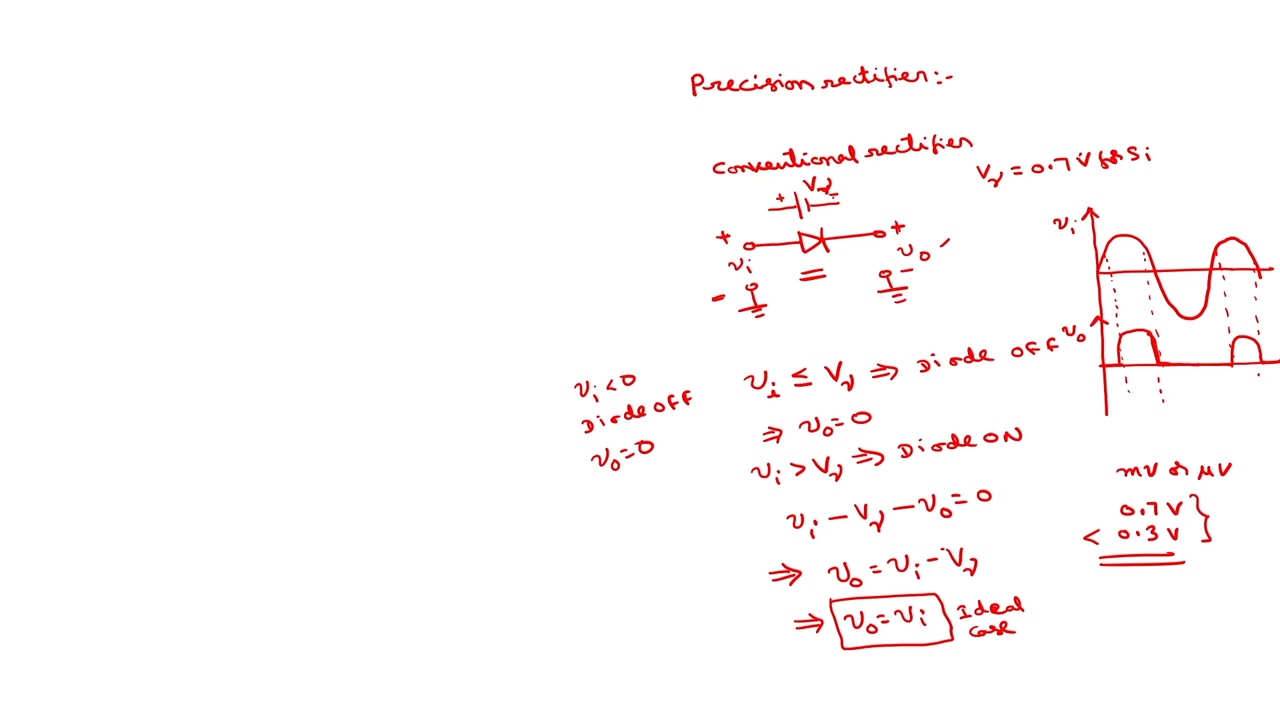 Precision rectifier:-
Conventional rectifier
Vγ = 0.7 V for Si
+ Vγ -
+ +
vi vo
- -
vi
vo
vi < 0
Diode off
vo = 0
vi ≤ Vγ ⇒ Diode OFF
⇒ vo = 0
vi > Vγ ⇒ Diode ON
vi - Vγ - vo = 0
⇒ vo = vi - Vγ
⇒ vo = vi Ideal case
mV or μV
0.7 V
< 0.3 V